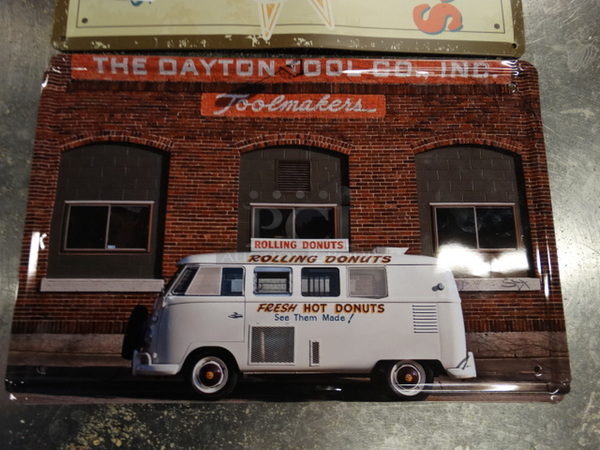 THE DAYTON TOOL CO., INC.
Toolmakers
ROLLING DONUTS
ROLLING DONUTS
FRESH HOT DONUTS
See Them Made!